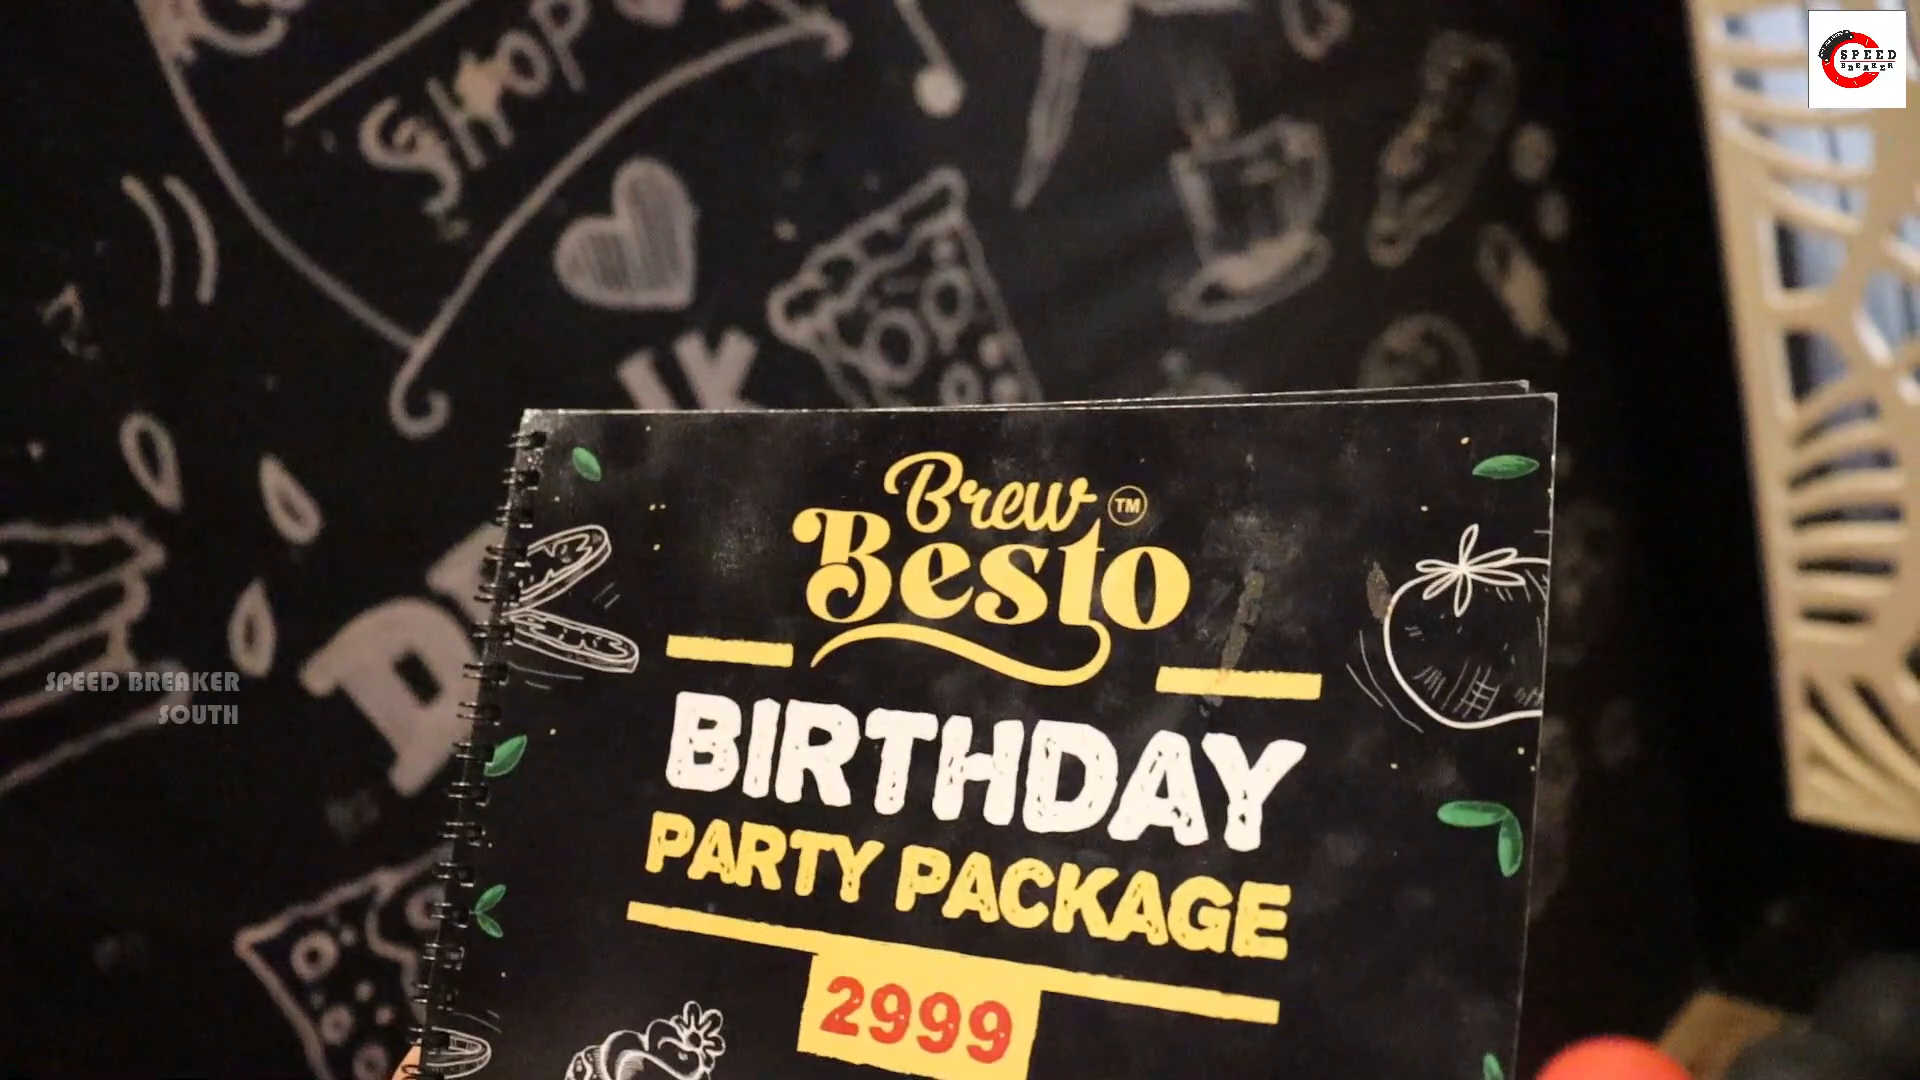 SHOP
SPEED
BREAKER
Brew
Besto TM
SPEED BREAKER
SOUTH
BIRTHDAY
PARTY PACKAGE
2999